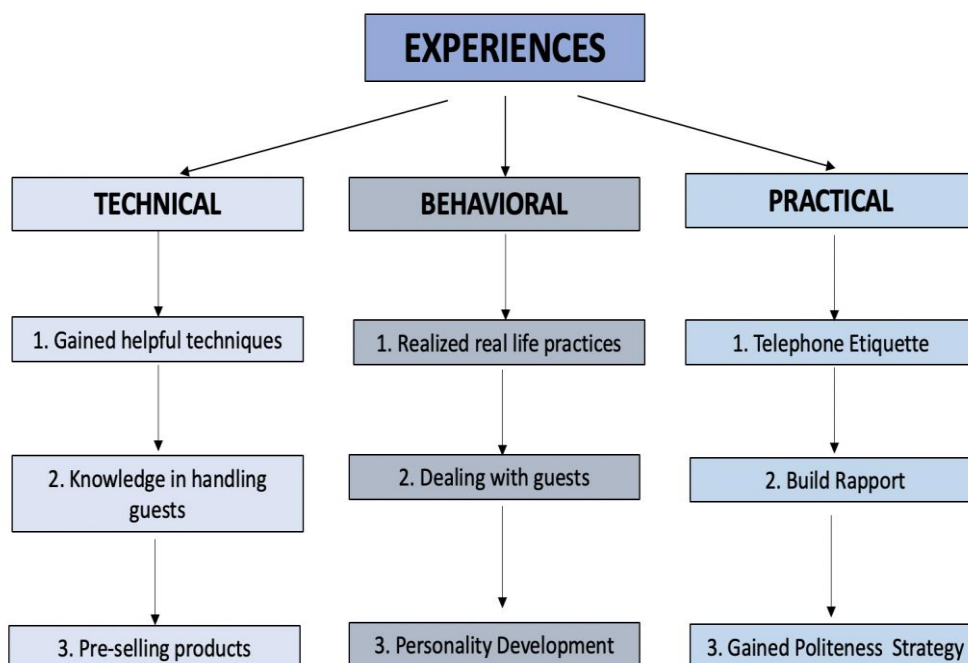 EXPERIENCES
TECHNICAL
BEHAVIORAL
PRACTICAL
1. Gained helpful techniques
1. Realized real life practices
1. Telephone Etiquette
2. Knowledge in handling
guests
2. Dealing with guests
2. Build Rapport
3. Pre-selling products
3. Personality Development
3. Gained Politeness Strategy